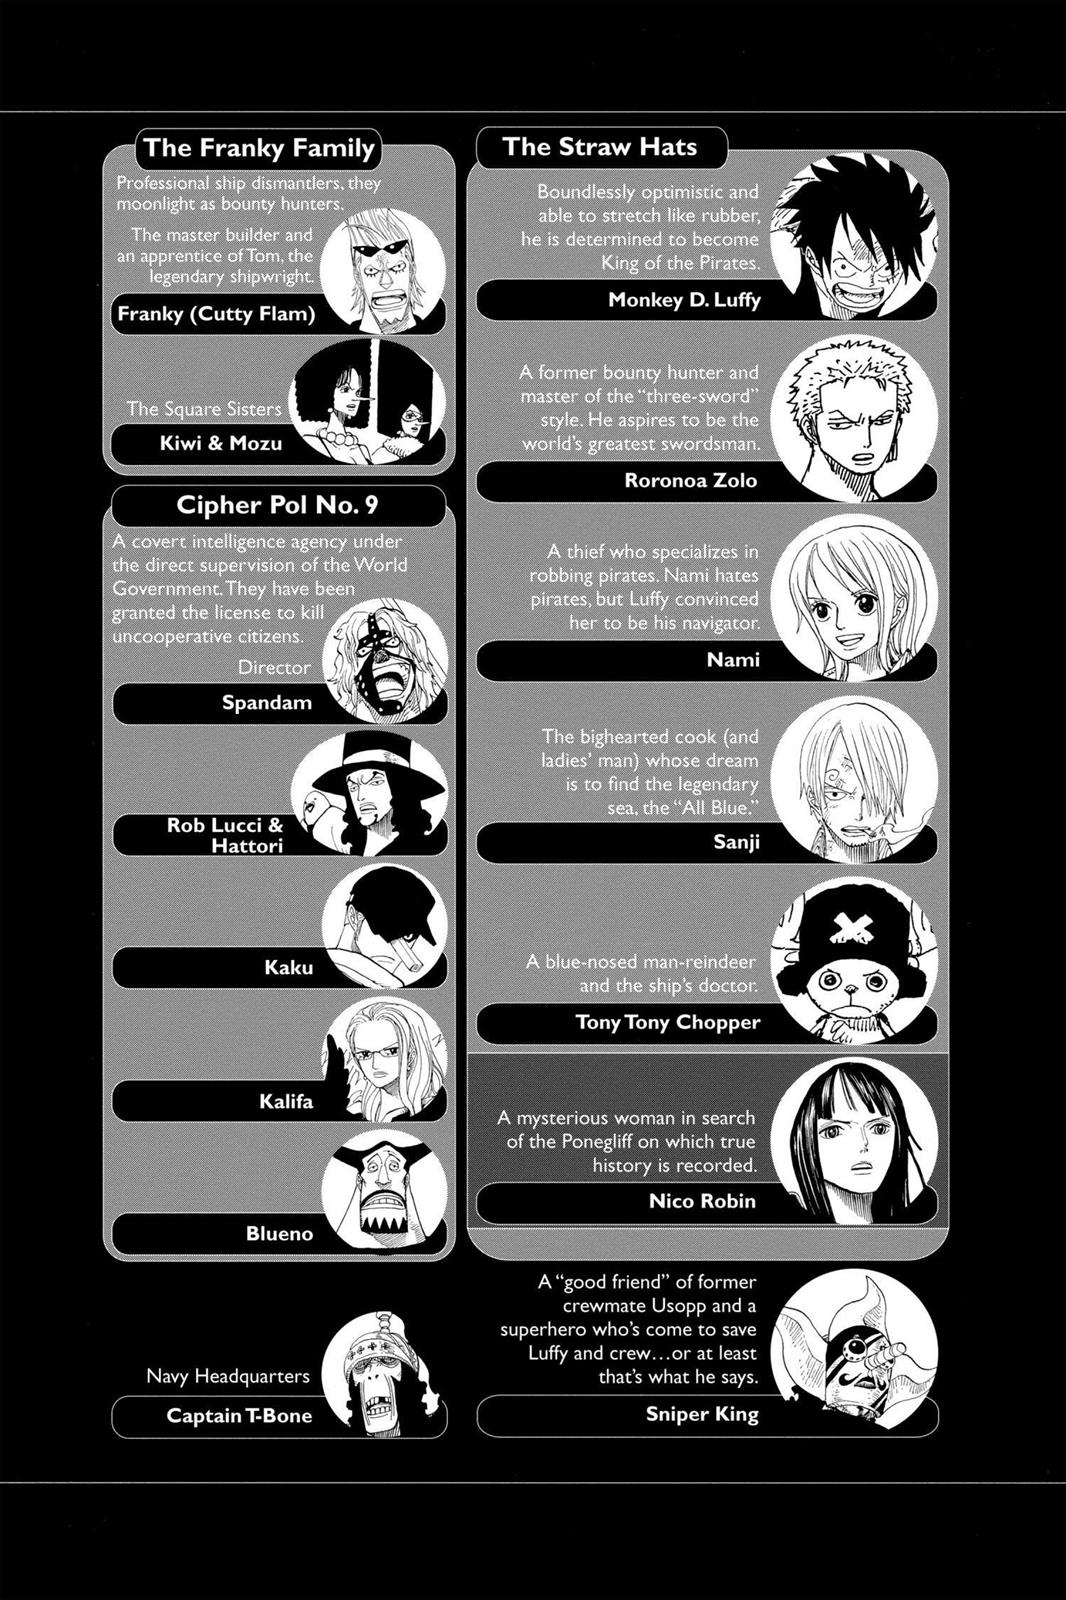 The Franky Family
Professional ship dismantlers, they
moonlight as bounty hunters.
The master builder and
an apprentice of Tom, the
legendary shipwright.
Franky (Cutty Flam)
The Square Sisters
Kiwi & Mozu
Cipher Pol No. 9
A covert intelligence agency under
the direct supervision of the World
Government. They have been
granted the license to kill
uncooperative citizens.
Director
Spandam
Rob Lucci &
Hattori
Kaku
Kalifa
Blueno
Navy Headquarters
Captain T-Bone
The Straw Hats
Boundlessly optimistic and
able to stretch like rubber,
he is determined to become
King of the Pirates.
Monkey D. Luffy
A former bounty hunter and
master of the “three-sword”
style. He aspires to be the
world’s greatest swordsman.
Roronoa Zolo
A thief who specializes in
robbing pirates. Nami hates
pirates, but Luffy convinced
her to be his navigator.
Nami
The bighearted cook (and
ladies’ man) whose dream
is to find the legendary
sea, the “All Blue.”
Sanji
A blue-nosed man-reindeer
and the ship’s doctor.
Tony Tony Chopper
A mysterious woman in search
of the Ponegliff on which true
history is recorded.
Nico Robin
A “good friend” of former
crewmate Usopp and a
superhero who’s come to save
Luffy and crew…or at least
that’s what he says.
Sniper King